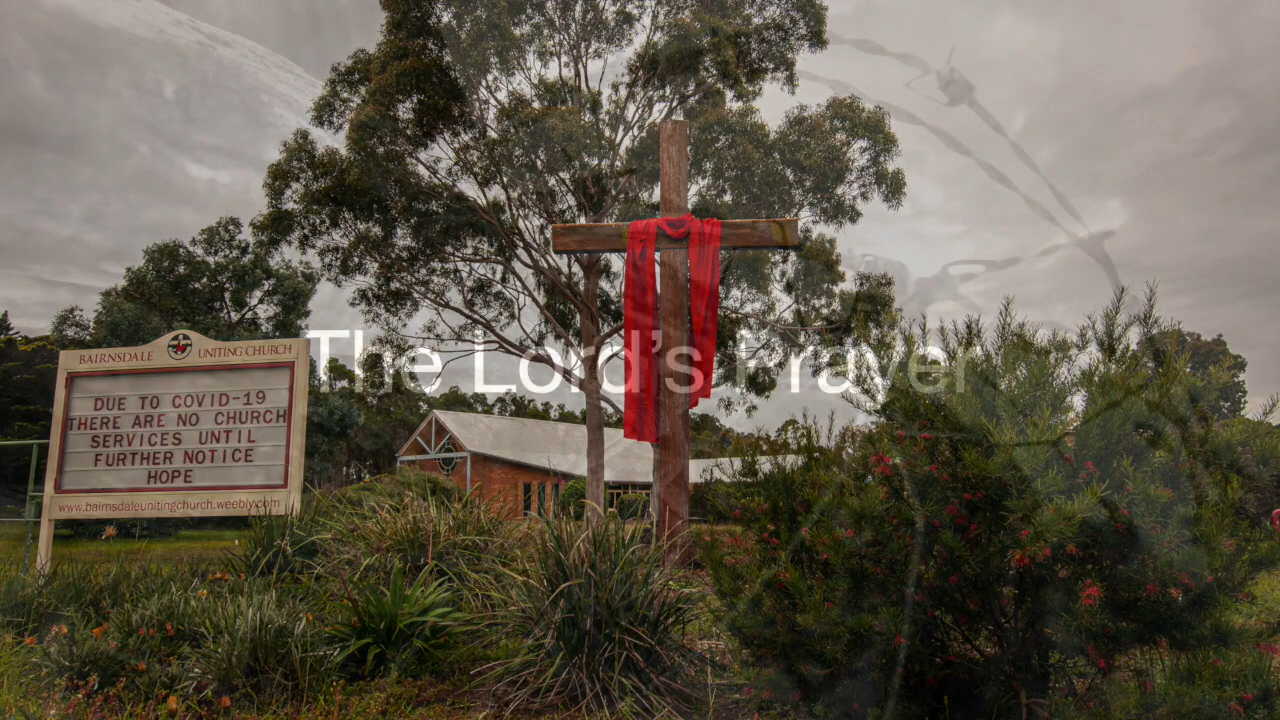 BAIRNSDALE UNITING CHURCH
DUE TO COVID-19
THERE ARE NO CHURCH
SERVICES UNTIL
FURTHER NOTICE
HOPE
www.bairnsdaleunitingchurch.weebly.com
The Lord's Prayer